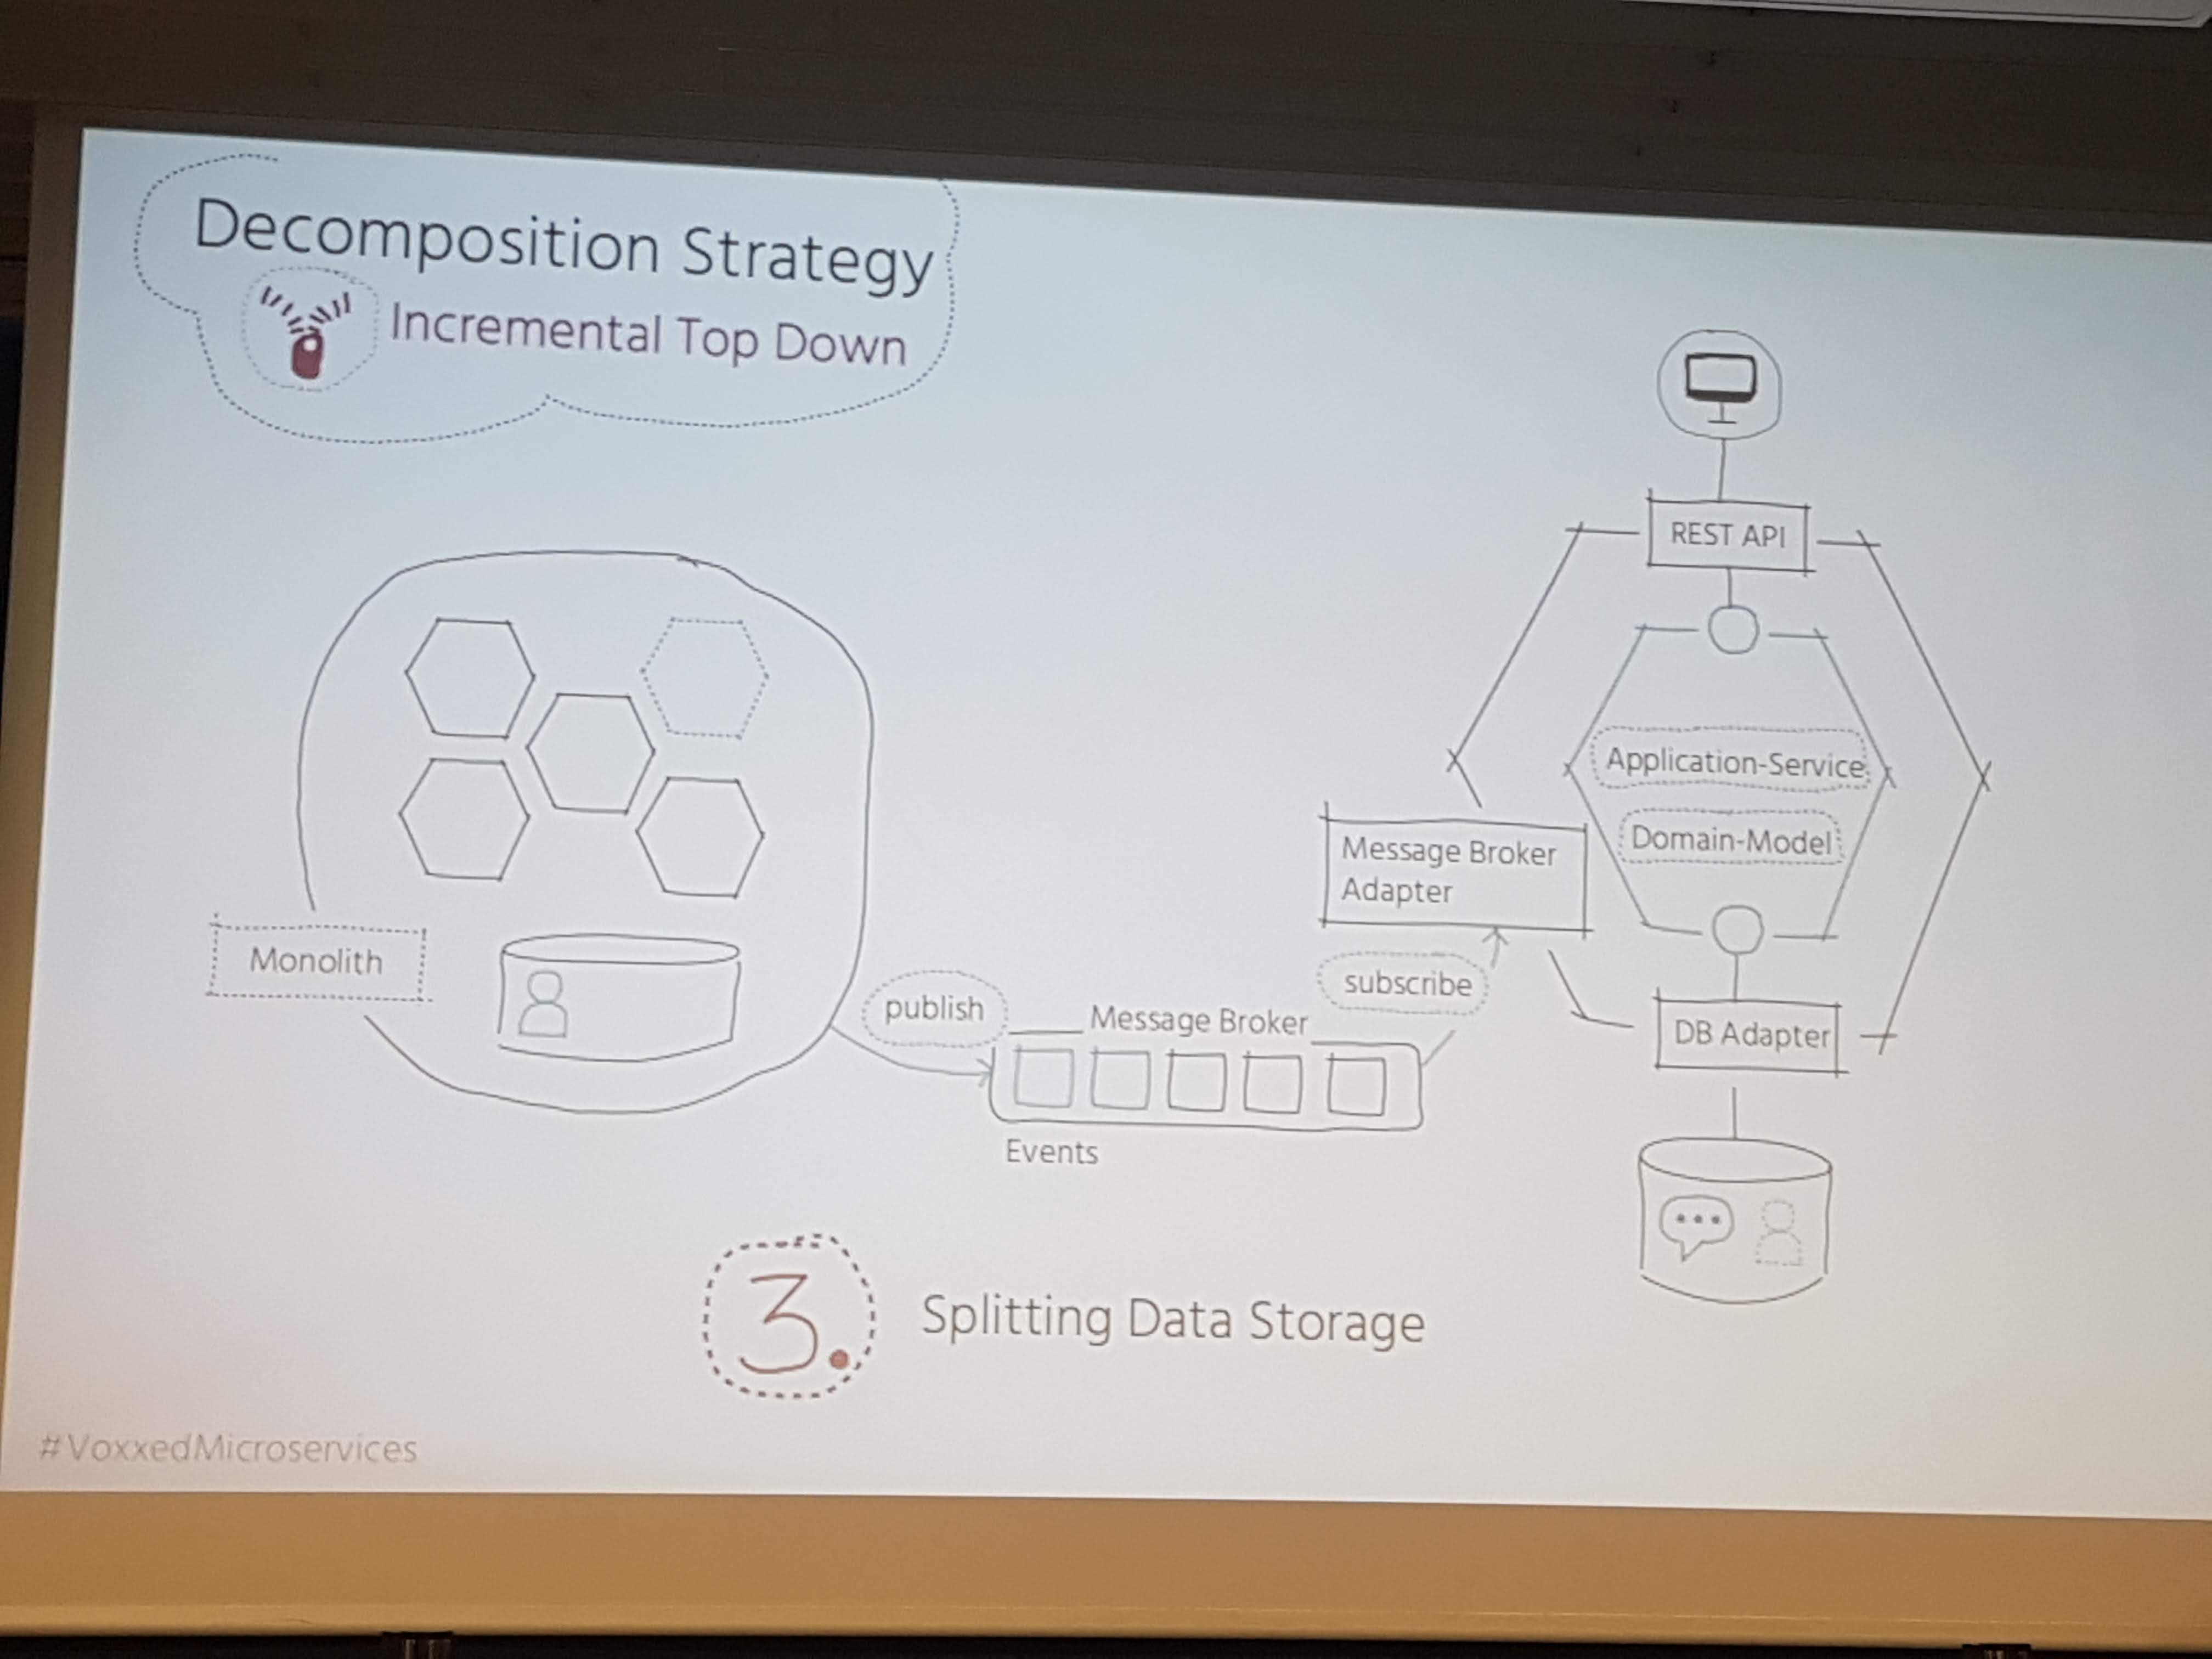 Decomposition Strategy
Incremental Top Down
REST API
Application-Service
Domain-Model
Message Broker
Adapter
Monolith
subscribe
publish
Message Broker
DB Adapter
Events
3.
Splitting Data Storage
#VoxxedMicroservices